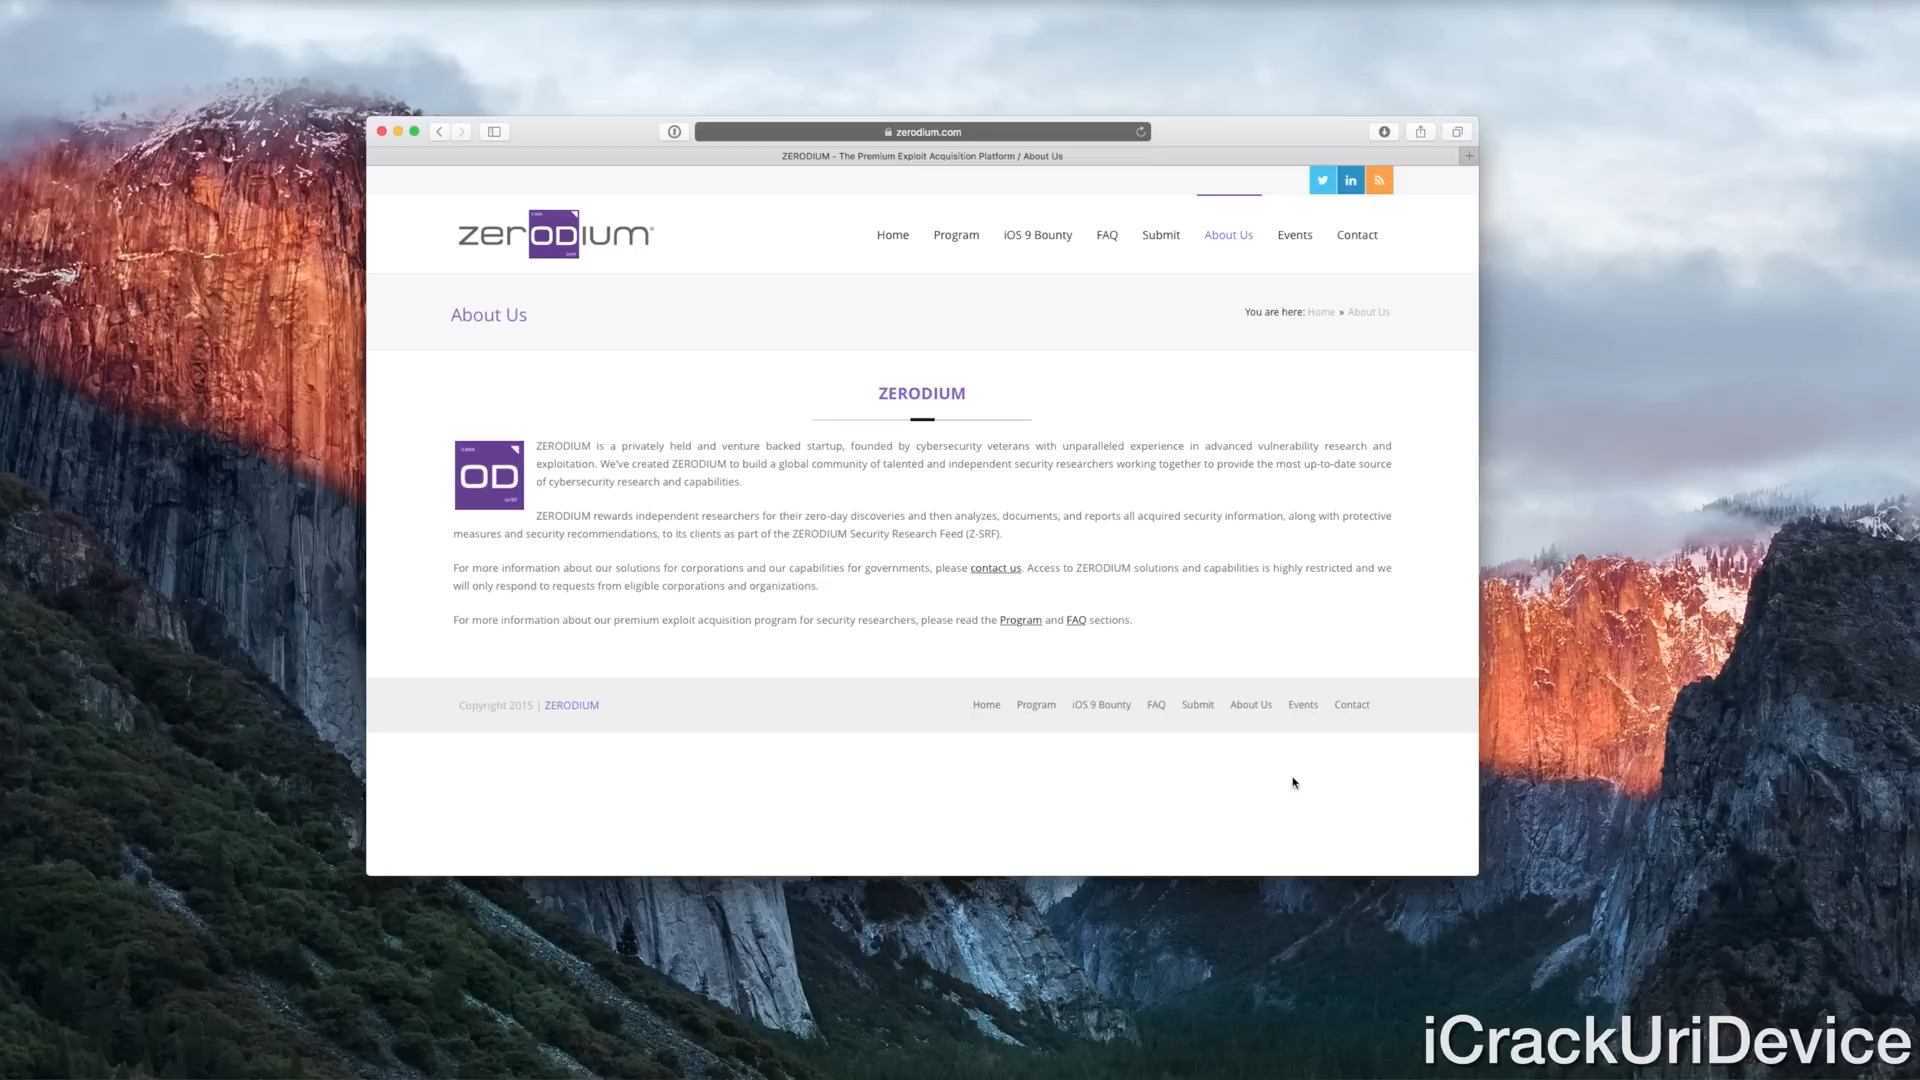 zerodium.com
ZERODIUM - The Premium Exploit Acquisition Platform / About Us
zerODium
Home Program iOS 9 Bounty FAQ Submit About Us Events Contact
About Us
You are here: Home » About Us
ZERODIUM
OD
ZERODIUM is a privately held and venture backed startup, founded by cybersecurity veterans with unparalleled experience in advanced vulnerability research and
exploitation. We've created ZERODIUM to build a global community of talented and independent security researchers working together to provide the most up-to-date source
of cybersecurity research and capabilities.
ZERODIUM rewards independent researchers for their zero-day discoveries and then analyzes, documents, and reports all acquired security information, along with protective
measures and security recommendations, to its clients as part of the ZERODIUM Security Research Feed (Z-SRF).
For more information about our solutions for corporations and our capabilities for governments, please contact us. Access to ZERODIUM solutions and capabilities is highly restricted and we
will only respond to requests from eligible corporations and organizations.
For more information about our premium exploit acquisition program for security researchers, please read the Program and FAQ sections.
Copyright 2015 | ZERODIUM
Home Program iOS 9 Bounty FAQ Submit About Us Events Contact
iCrackUriDevice